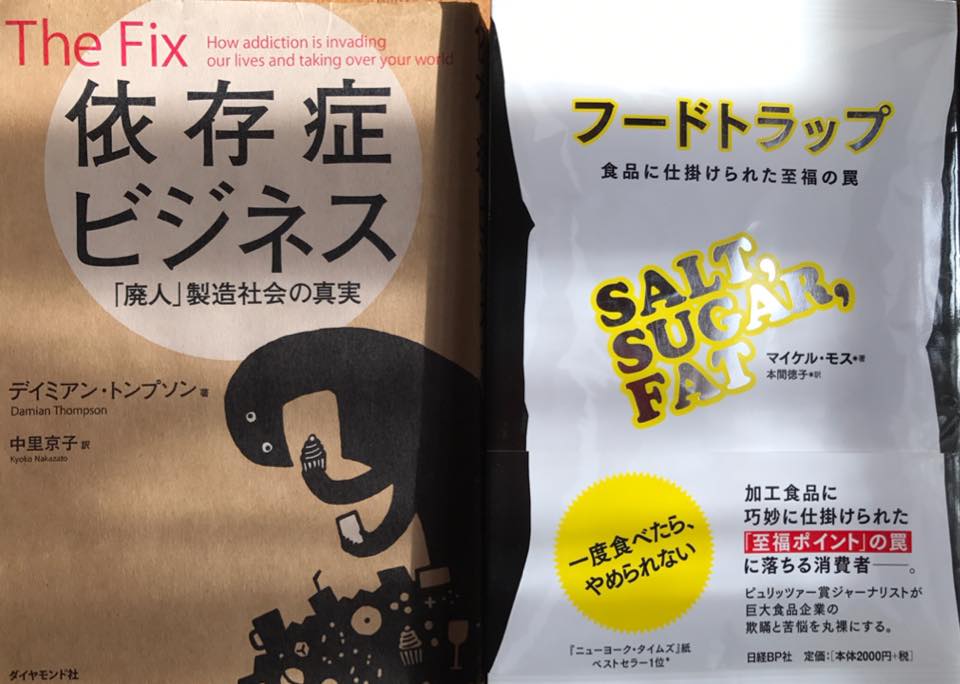 The Fix
How addiction is invading
our lives and taking over your world
依存症
ビジネス
「廃人」製造社会の真実
デイミアン・トンプソン 著
Damian Thompson
中里京子 訳
Kyoko Nakazato
ダイヤモンド社
フードトラップ
食品に仕掛けられた至福の罠
SALT,
SUGAR,
FAT
マイケル・モス●著
本間徳子●訳
一度食べたら、
やめられない
『ニューヨーク・タイムズ』紙
ベストセラー1位*
加工食品に
巧妙に仕掛けられた
「至福ポイント」の罠
に落ちる消費者──。
ピュリッツァー賞ジャーナリストが
巨大食品企業の
欺瞞と苦悩を丸裸にする。
日経BP社 定価:[本体2000円+税]